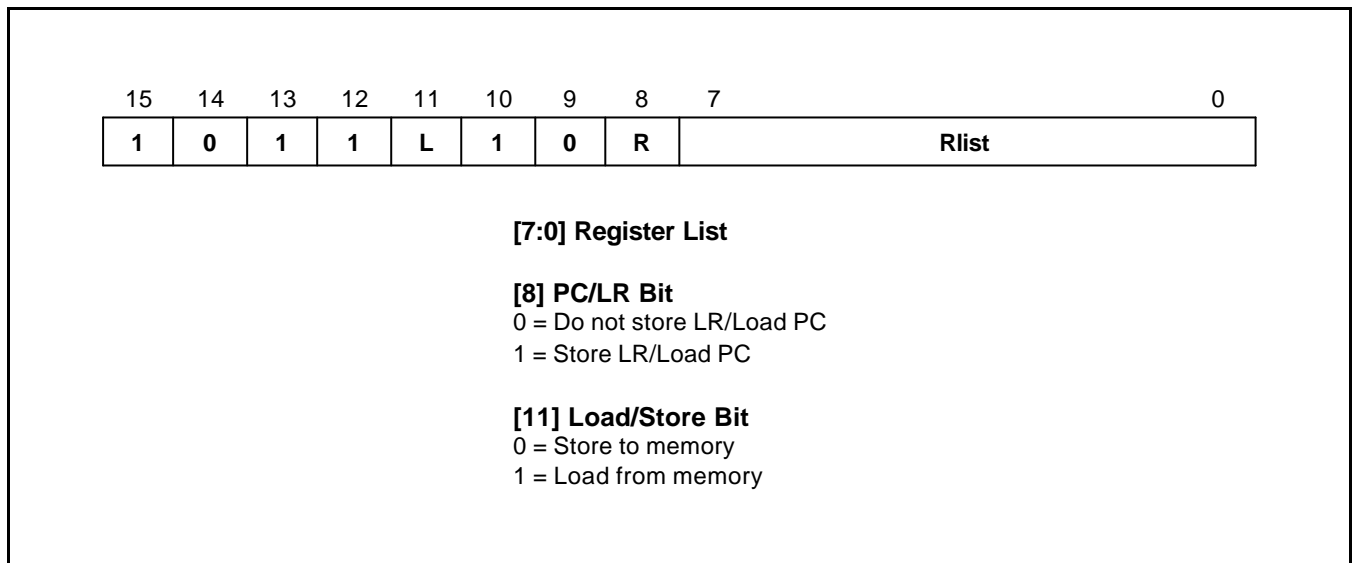 15 14 13 12 11 10 9 8 7 0
1 0 1 1 L 1 0 R Rlist
[7:0] Register List
[8] PC/LR Bit
0 = Do not store LR/Load PC
1 = Store LR/Load PC
[11] Load/Store Bit
0 = Store to memory
1 = Load from memory